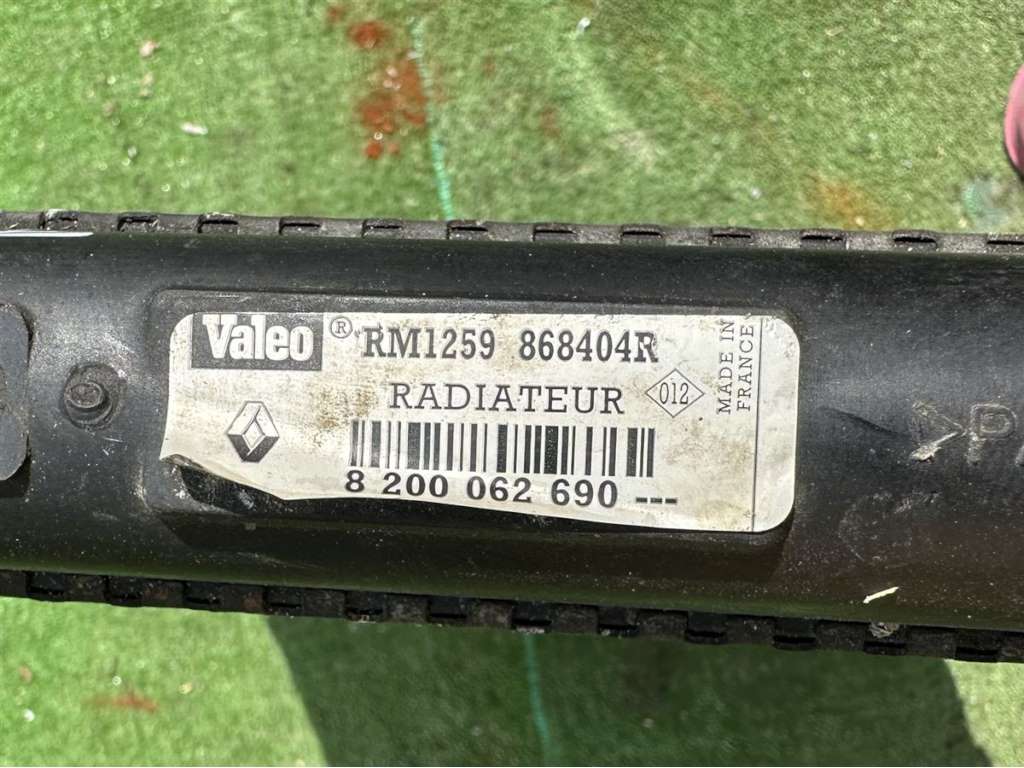 Valeo ® RM1259 868404R
RADIATEUR
012
MADE IN
FRANCE
8 200 062 690 ---